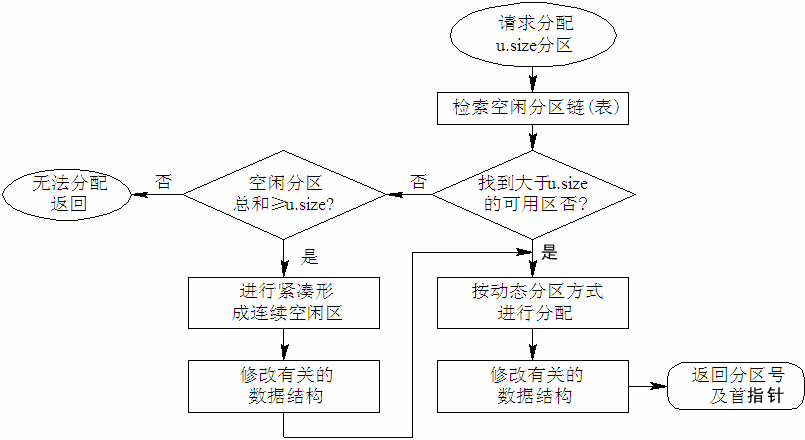 请求分配
u.size分区
检索空闲分区链(表)
找到大于u.size
的可用区否?
否
空闲分区
总和≥u.size?
否
无法分配
返回
是
是
进行紧凑形
成连续空闲区
按动态分区方式
进行分配
修改有关的
数据结构
修改有关的
数据结构
返回分区号
及首指针